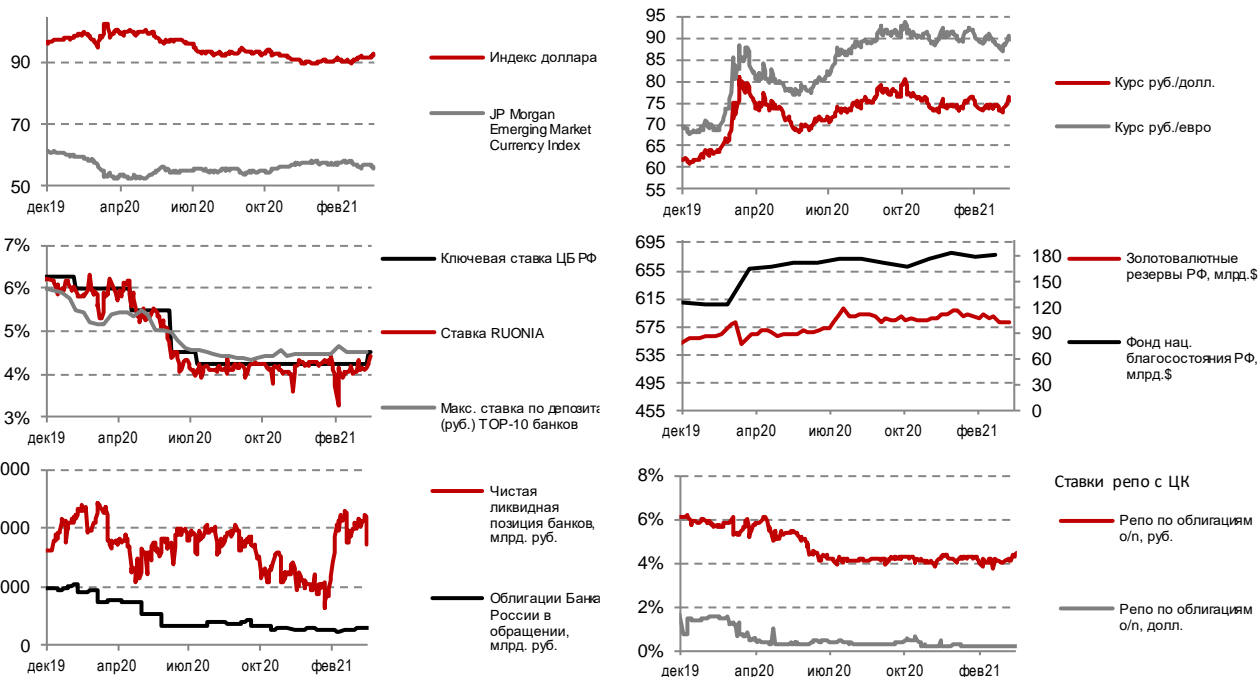 90
70
50
дек19 апр20 июл20 окт20 фев21
Индекс доллара
JP Morgan
Emerging Market
Currency Index
95
90
85
80
75
70
65
60
55
дек19 апр20 июл20 окт20 фев21
Курс руб./долл.
Курс руб./евро
7%
6%
5%
4%
3%
дек19 апр20 июл20 окт20 фев21
Ключевая ставка ЦБ РФ
Ставка RUONIA
Макс. ставка по депозита
(руб.) TOP-10 банков
695
655
615
575
535
495
455
180
150
120
90
60
30
0
дек19 апр20 июл20 окт20 фев21
Золотовалютные
резервы РФ, млрд.$
Фонд нац.
благосостояния РФ,
млрд.$
000
000
000
0
дек19 апр20 июл20 окт20 фев21
Чистая
ликвидная
позиция банков,
млрд. руб.
Облигации Банка
России в
обращении,
млрд. руб.
8%
6%
4%
2%
0%
дек19 апр20 июл20 окт20 фев21
Ставки репо с ЦК
Репо по облигациям
o/n, руб.
Репо по облигациям
o/n, долл.